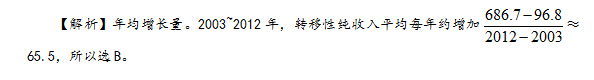 【解析】年均增长量。2003~2012 年，转移性纯收入平均每年约增加 (686.7－96.8)/(2012－2003) ≈
65.5，所以选 B。